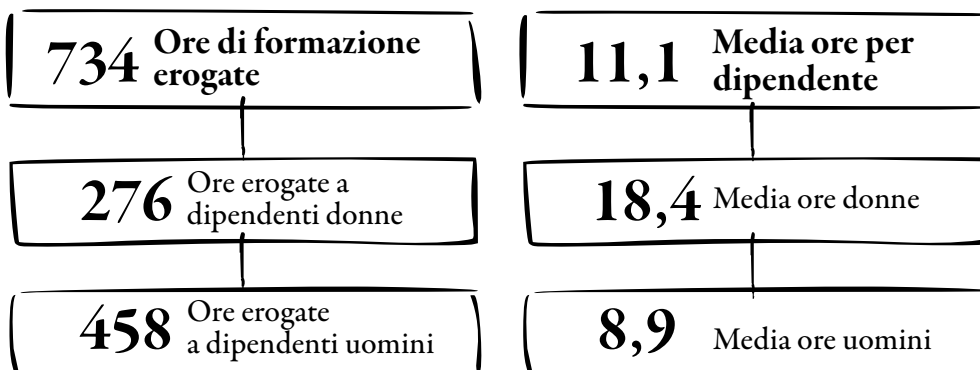 734 Ore di formazione
erogate
11,1 Media ore per
dipendente
276 Ore erogate a
dipendenti donne
18,4 Media ore donne
458 Ore erogate
a dipendenti uomini
8,9 Media ore uomini